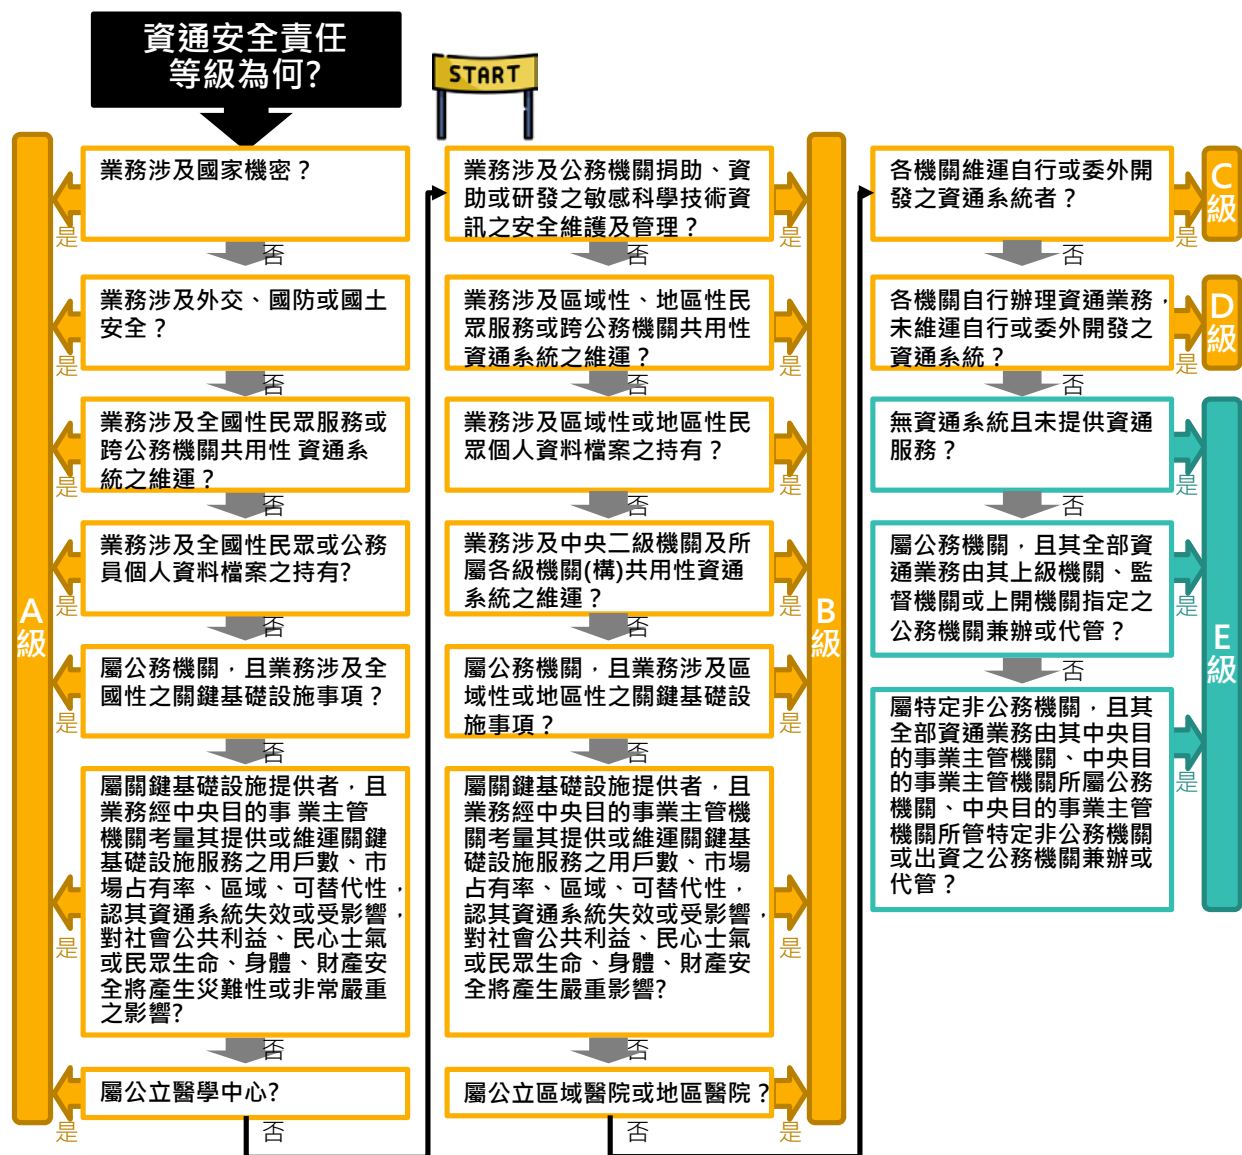 資通安全責任
等級為何?
START
A
級
業務涉及國家機密？
是
否
業務涉及外交、國防或國土
安全？
是
否
業務涉及全國性民眾服務或
跨公務機關共用性 資通系
統之維運？
是
否
業務涉及全國性民眾或公務
員個人資料檔案之持有?
是
否
屬公務機關，且業務涉及全
國性之關鍵基礎設施事項？
是
否
屬關鍵基礎設施提供者，且
業務經中央目的事 業主管
機關考量其提供或維運關鍵
基礎設施服務之用戶數、市
場占有率、區域、可替代性，
認其資通系統失效或受影響，
對社會公共利益、民心士氣
或民眾生命、身體、財產安
全將產生災難性或非常嚴重
之影響?
是
否
屬公立醫學中心?
是
否
B
級
業務涉及公務機關捐助、資
助或研發之敏感科學技術資
訊之安全維護及管理？
是
否
業務涉及區域性、地區性民
眾服務或跨公務機關共用性
資通系統之維運？
是
否
業務涉及區域性或地區性民
眾個人資料檔案之持有？
是
否
業務涉及中央二級機關及所
屬各級機關(構)共用性資通
系統之維運？
是
否
屬公務機關，且業務涉及區
域性或地區性之關鍵基礎設
施事項？
是
否
屬關鍵基礎設施提供者，且
業務經中央目的事業主管機
關考量其提供或維運關鍵基
礎設施服務之用戶數、市場
占有率、區域、可替代性，
認其資通系統失效或受影響，
對社會公共利益、民心士氣
或民眾生命、身體、財產安
全將產生嚴重影響?
是
否
屬公立區域醫院或地區醫院？
是
否
各機關維運自行或委外開
發之資通系統者？
是
C
級
否
各機關自行辦理資通業務，
未維運自行或委外開發之
資通系統？
是
D
級
否
無資通系統且未提供資通
服務？
是
否
屬公務機關，且其全部資
通業務由其上級機關、監
督機關或上開機關指定之
公務機關兼辦或代管？
是
E
級
否
屬特定非公務機關，且其
全部資通業務由其中央目
的事業主管機關、中央目
的事業主管機關所屬公務
機關、中央目的事業主管
機關所管特定非公務機關
或出資之公務機關兼辦或
代管？
是